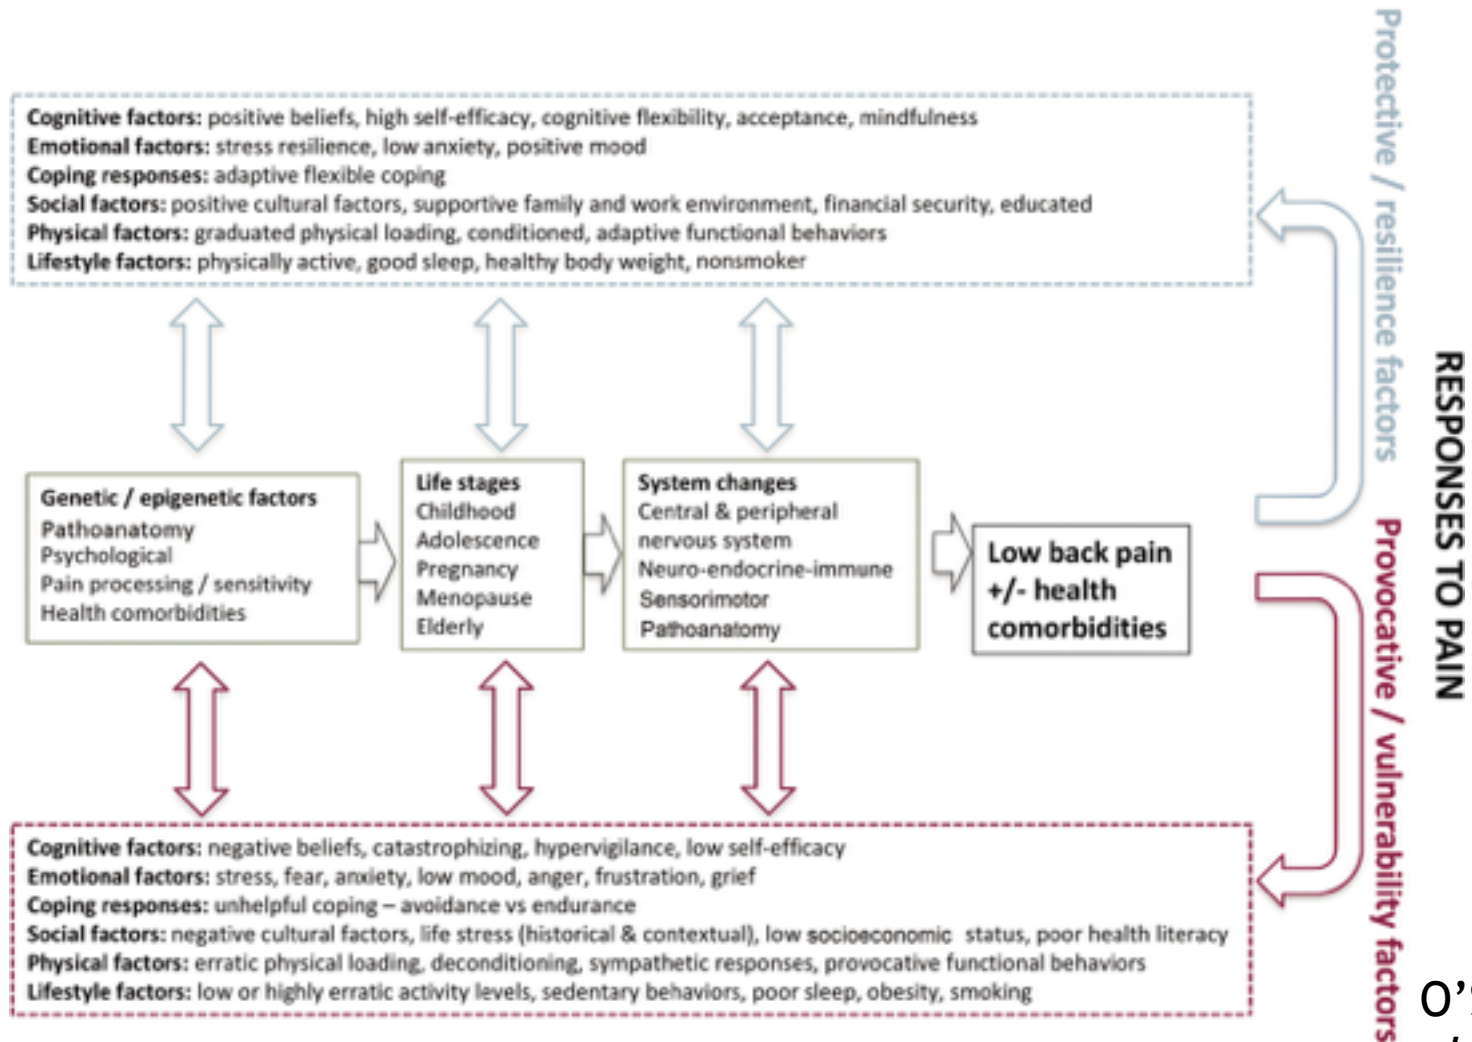 Cognitive factors: positive beliefs, high self-efficacy, cognitive flexibility, acceptance, mindfulness
Emotional factors: stress resilience, low anxiety, positive mood
Coping responses: adaptive flexible coping
Social factors: positive cultural factors, supportive family and work environment, financial security, educated
Physical factors: graduated physical loading, conditioned, adaptive functional behaviors
Lifestyle factors: physically active, good sleep, healthy body weight, nonsmoker
Genetic / epigenetic factors
Pathoanatomy
Psychological
Pain processing / sensitivity
Health comorbidities
Life stages
Childhood
Adolescence
Pregnancy
Menopause
Elderly
System changes
Central & peripheral
nervous system
Neuro-endocrine-immune
Sensorimotor
Pathoanatomy
Low back pain
+/- health
comorbidities
Cognitive factors: negative beliefs, catastrophizing, hypervigilance, low self-efficacy
Emotional factors: stress, fear, anxiety, low mood, anger, frustration, grief
Coping responses: unhelpful coping – avoidance vs endurance
Social factors: negative cultural factors, life stress (historical & contextual), low socioeconomic status, poor health literacy
Physical factors: erratic physical loading, deconditioning, sympathetic responses, provocative functional behaviors
Lifestyle factors: low or highly erratic activity levels, sedentary behaviors, poor sleep, obesity, smoking
Protective / resilience factors
Provocative / vulnerability factors
RESPONSES TO PAIN